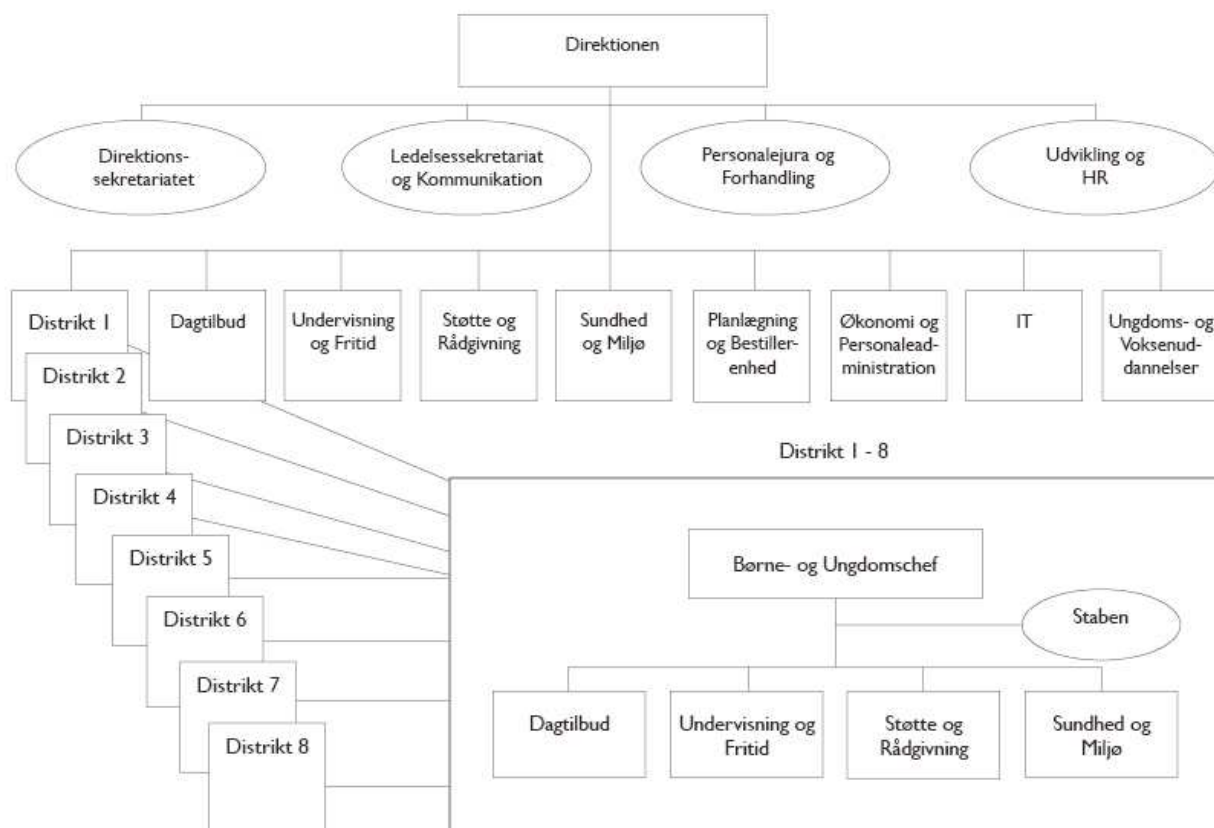 Direktionen
Direktions-
sekretariatet
Ledelsessekretariat
og Kommunikation
Personalejura og
Forhandling
Udvikling og
HR
Distrikt 1
Dagtilbud
Undervisning
og Fritid
Støtte og
Rådgivning
Sundhed
og Miljø
Planlægning
og Bestiller-
enhed
Økonomi og
Personalead-
ministration
IT
Ungdoms- og
Voksenud-
dannelser
Distrikt 2
Distrikt 3
Distrikt 4
Distrikt 5
Distrikt 6
Distrikt 7
Distrikt 8
Distrikt 1 - 8
Børne- og Ungdomschef
Staben
Dagtilbud
Undervisning og
Fritid
Støtte og
Rådgivning
Sundhed og
Miljø